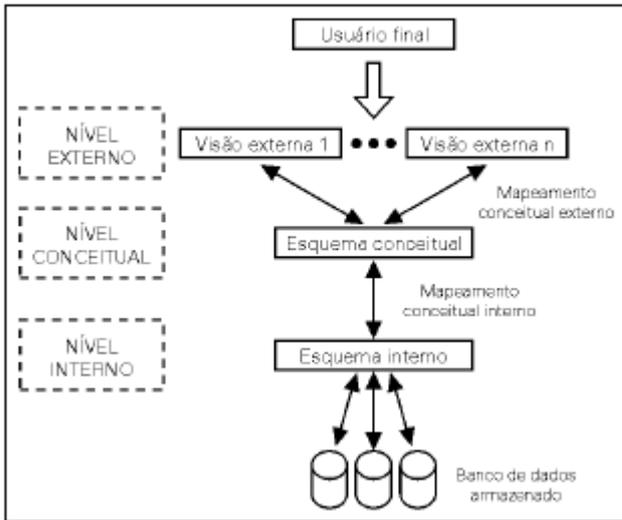 Usuário final
NÍVEL
EXTERNO
Visão externa 1
Visão externa n
Mapeamento
conceitual externo
NÍVEL
CONCEITUAL
Esquema conceitual
Mapeamento
conceitual interno
NÍVEL
INTERNO
Esquema interno
Banco de dados
armazenado